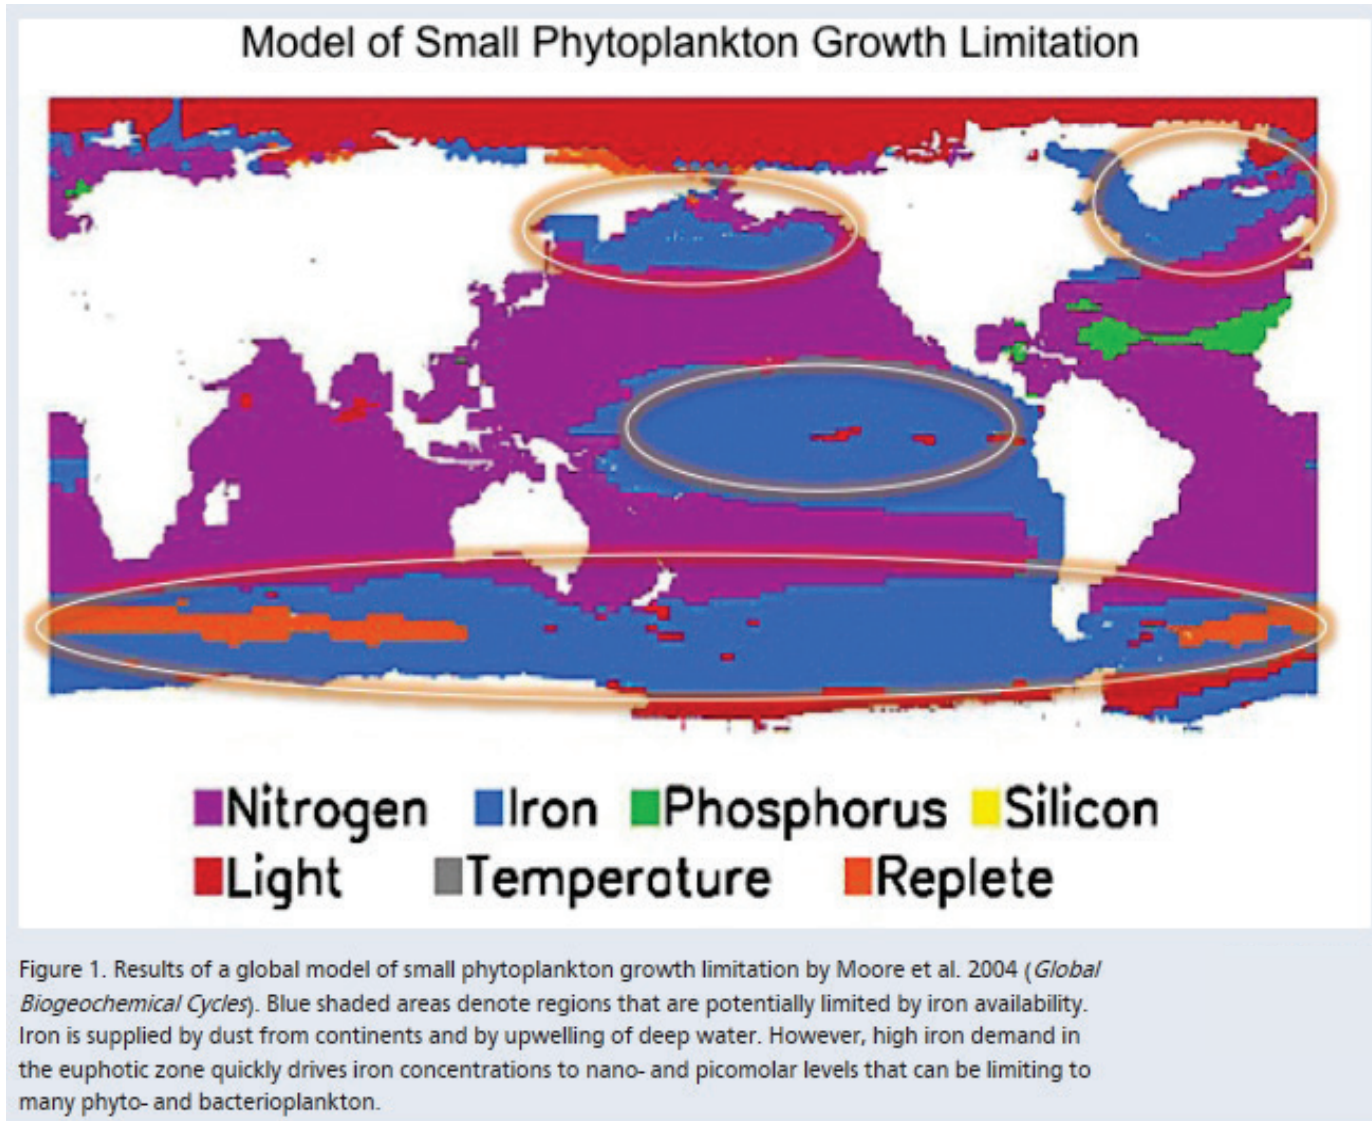 Model of Small Phytoplankton Growth Limitation
Nitrogen Iron Phosphorus Silicon
Light Temperature Replete
Figure 1. Results of a global model of small phytoplankton growth limitation by Moore et al. 2004 (Global
Biogeochemical Cycles). Blue shaded areas denote regions that are potentially limited by iron availability.
Iron is supplied by dust from continents and by upwelling of deep water. However, high iron demand in
the euphotic zone quickly drives iron concentrations to nano- and picomolar levels that can be limiting to
many phyto- and bacterioplankton.